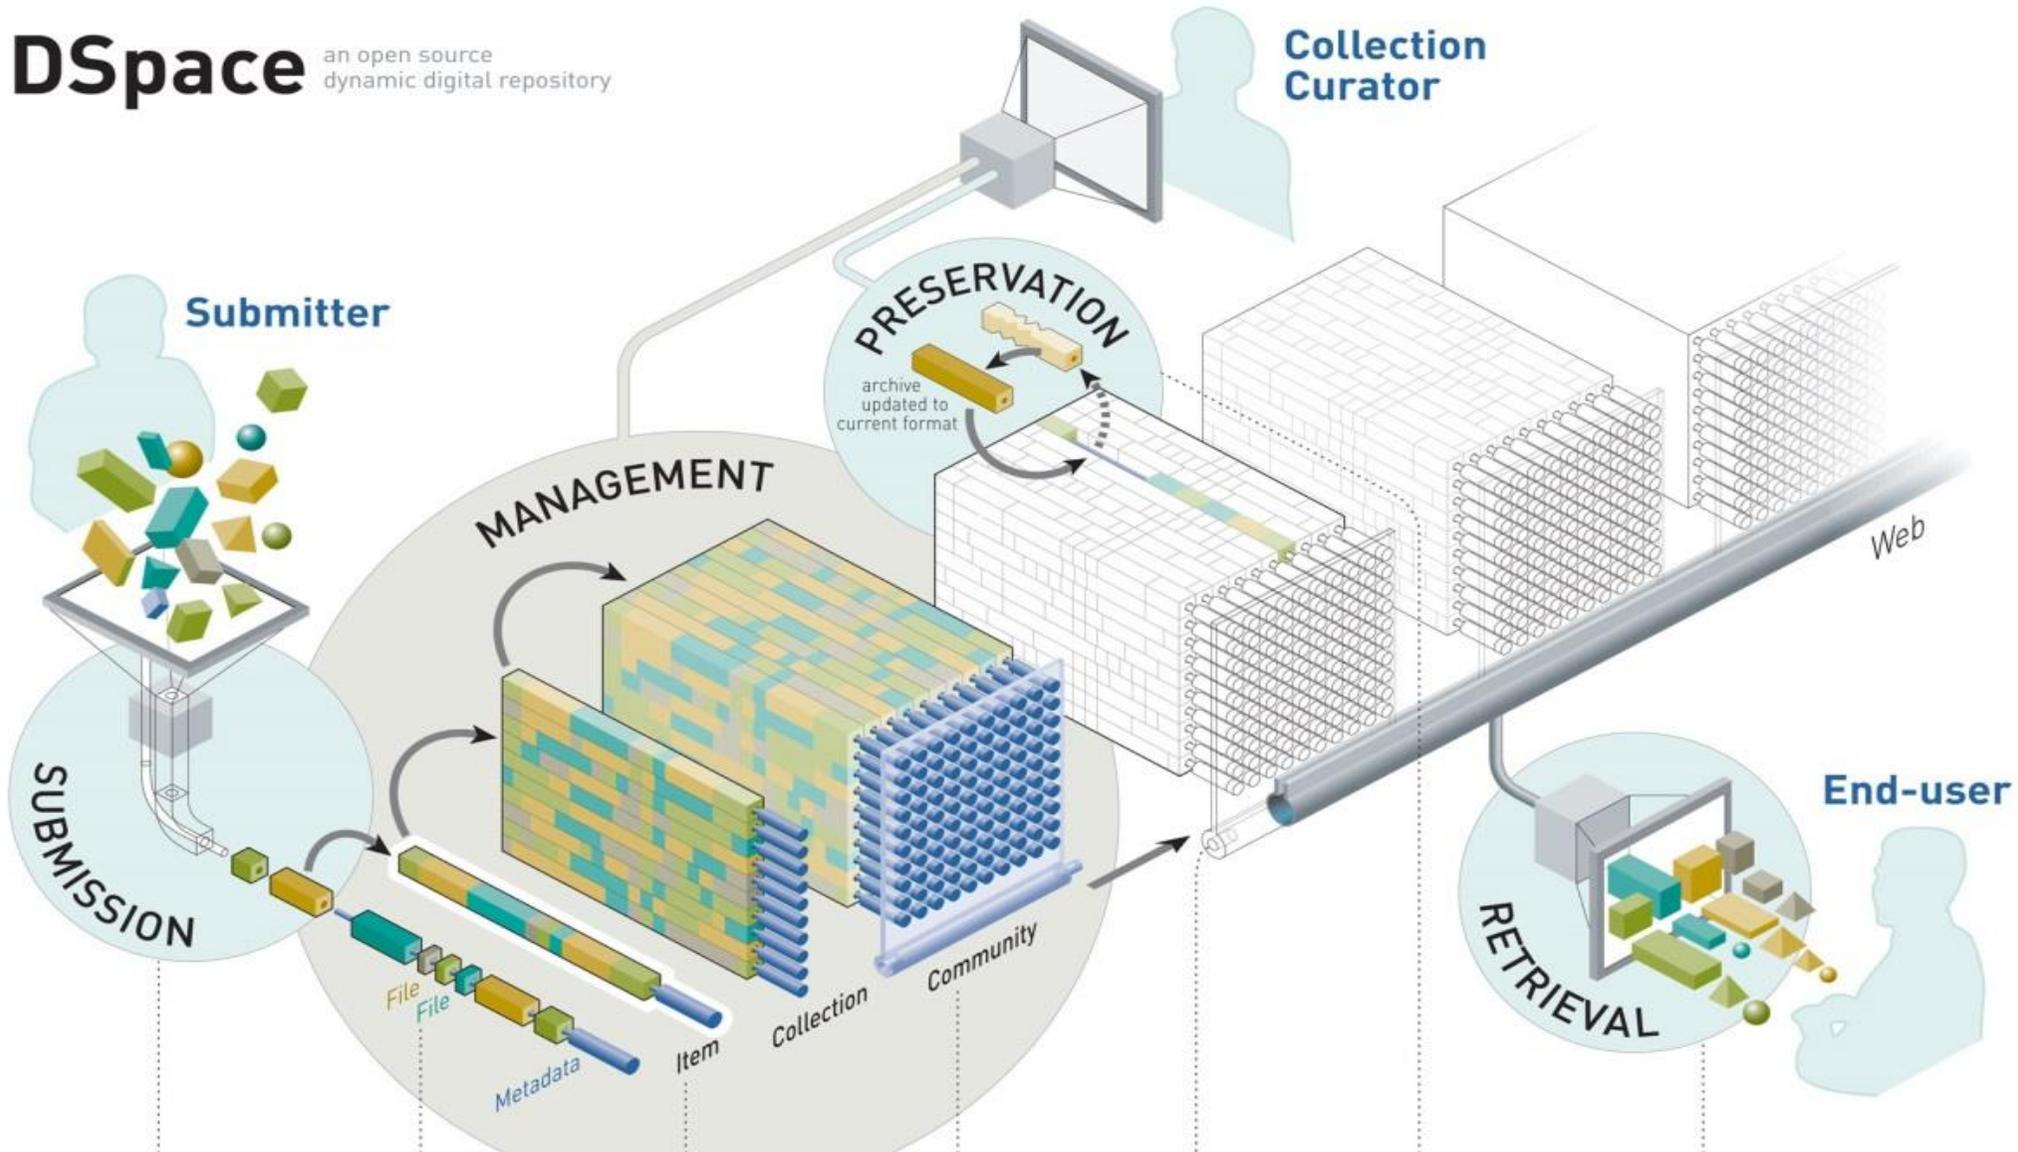 DSpace
an open source
dynamic digital repository
Collection
Curator
Submitter
PRESERVATION
archive
updated to
current format
MANAGEMENT
Web
End-user
SUBMISSION
File
File
Metadata
Item
Collection
Community
RETRIEVAL